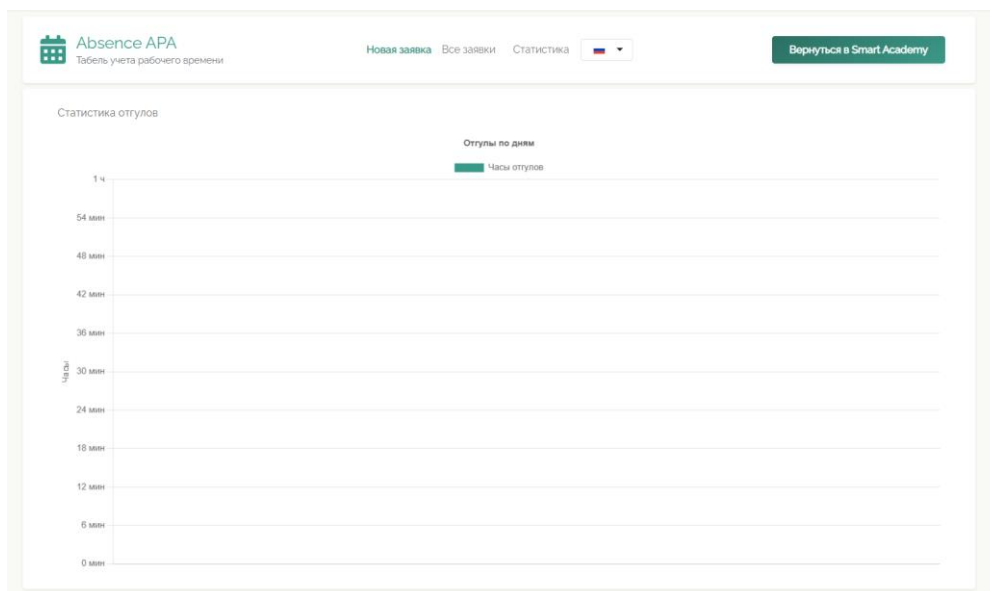 Absence APA
Табель учета рабочего времени
Новая заявка Все заявки Статистика
Вернуться в Smart Academy
Статистика отгулов
Отгулы по дням
Часы отгулов
1 ч
54 мин
48 мин
42 мин
36 мин
30 мин
24 мин
18 мин
12 мин
6 мин
0 мин
Часы